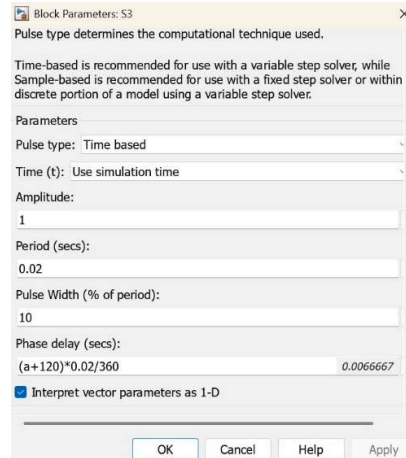 Block Parameters: S3
Pulse type determines the computational technique used.
Time-based is recommended for use with a variable step solver, while
Sample-based is recommended for use with a fixed step solver or within a
discrete portion of a model using a variable step solver.
Parameters
Pulse type: Time based
Time (t): Use simulation time
Amplitude:
1
Period (secs):
0.02
Pulse Width (% of period):
10
Phase delay (secs):
(a+120)*0.02/360 0.0066667
Interpret vector parameters as 1-D
OK Cancel Help Apply